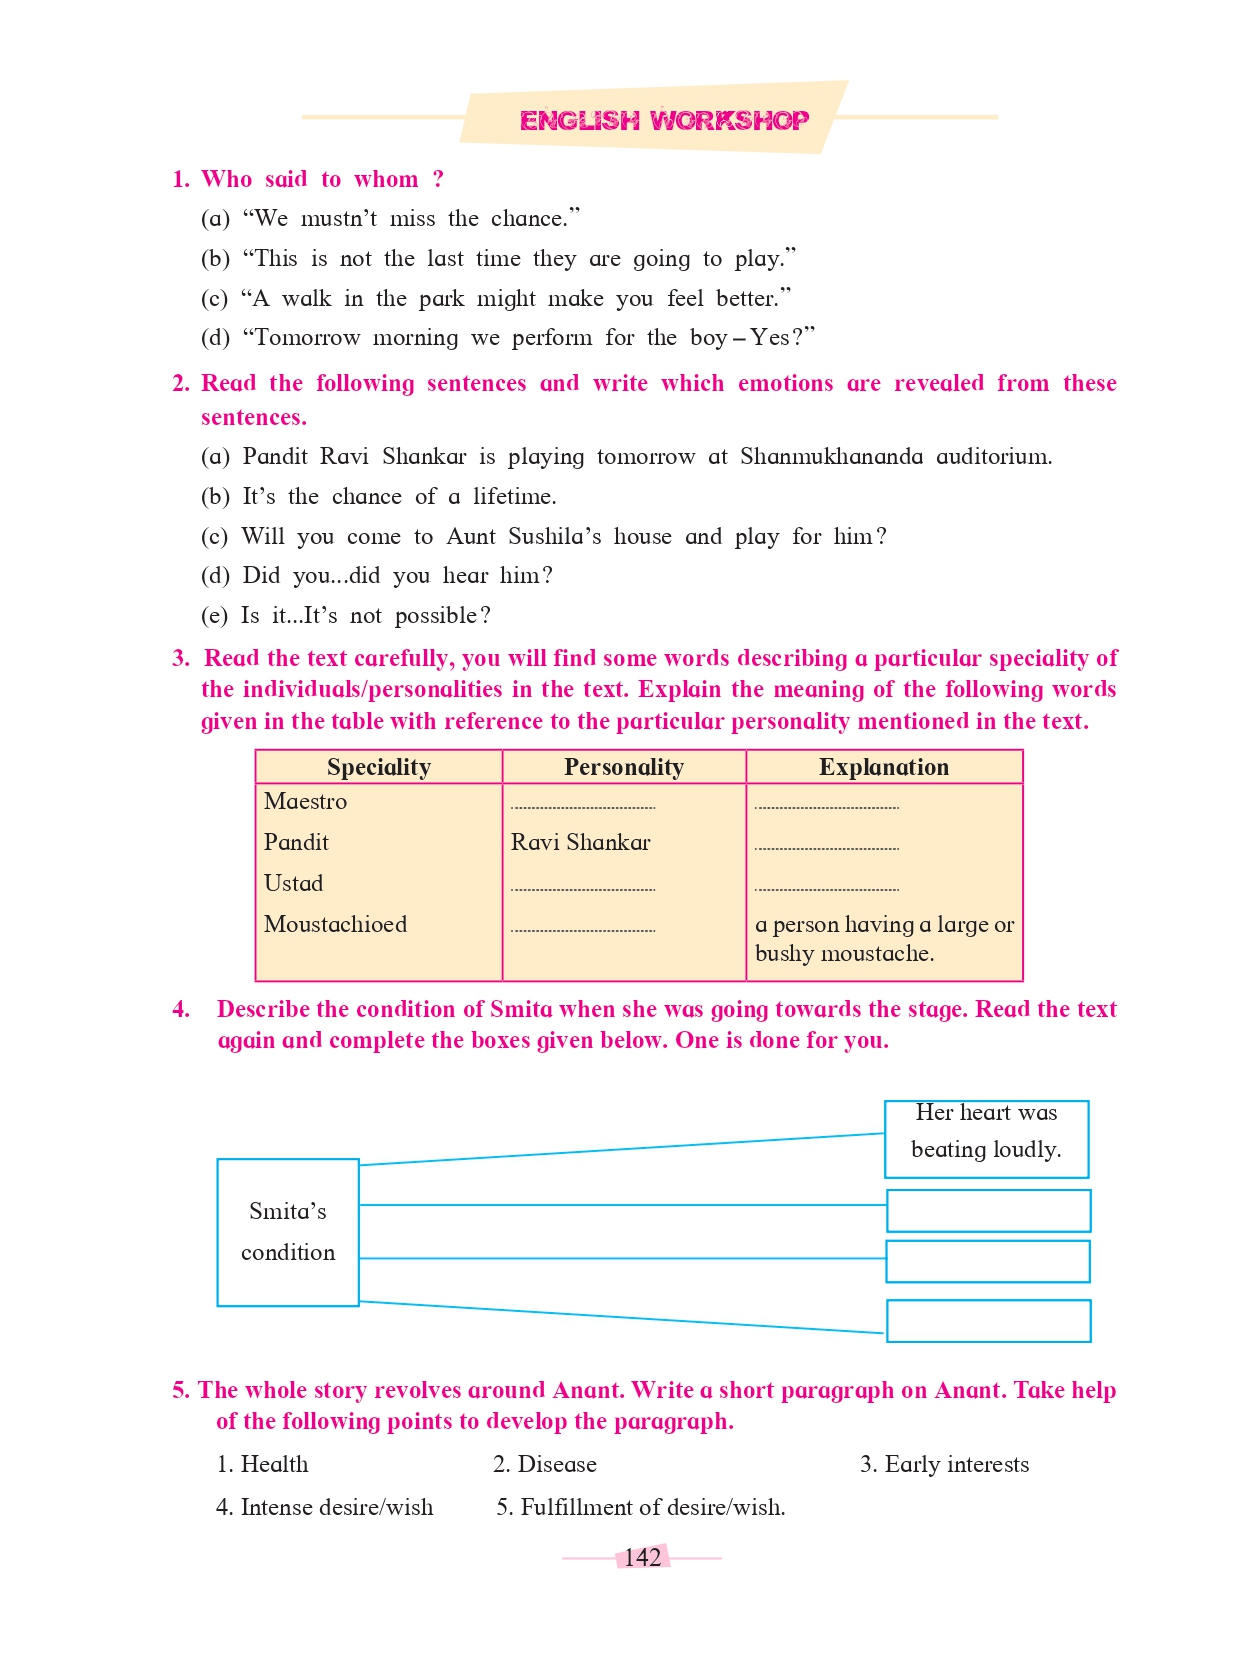 ENGLISH WORKSHOP
1. Who said to whom ?
(a) “We mustn’t miss the chance.”
(b) “This is not the last time they are going to play.”
(c) “A walk in the park might make you feel better.”
(d) “Tomorrow morning we perform for the boy – Yes?”
2. Read the following sentences and write which emotions are revealed from these
sentences.
(a) Pandit Ravi Shankar is playing tomorrow at Shanmukhananda auditorium.
(b) It’s the chance of a lifetime.
(c) Will you come to Aunt Sushila’s house and play for him?
(d) Did you...did you hear him?
(e) Is it...It’s not possible?
3. Read the text carefully, you will find some words describing a particular speciality of
the individuals/personalities in the text. Explain the meaning of the following words
given in the table with reference to the particular personality mentioned in the text.
Speciality Personality Explanation
Maestro ................................... ...................................
Pandit Ravi Shankar ...................................
Ustad ................................... ...................................
Moustachioed ................................... a person having a large or
bushy moustache.
4. Describe the condition of Smita when she was going towards the stage. Read the text
again and complete the boxes given below. One is done for you.
Her heart was
beating loudly.
Smita’s
condition
5. The whole story revolves around Anant. Write a short paragraph on Anant. Take help
of the following points to develop the paragraph.
1. Health 2. Disease 3. Early interests
4. Intense desire/wish 5. Fulfillment of desire/wish.
142